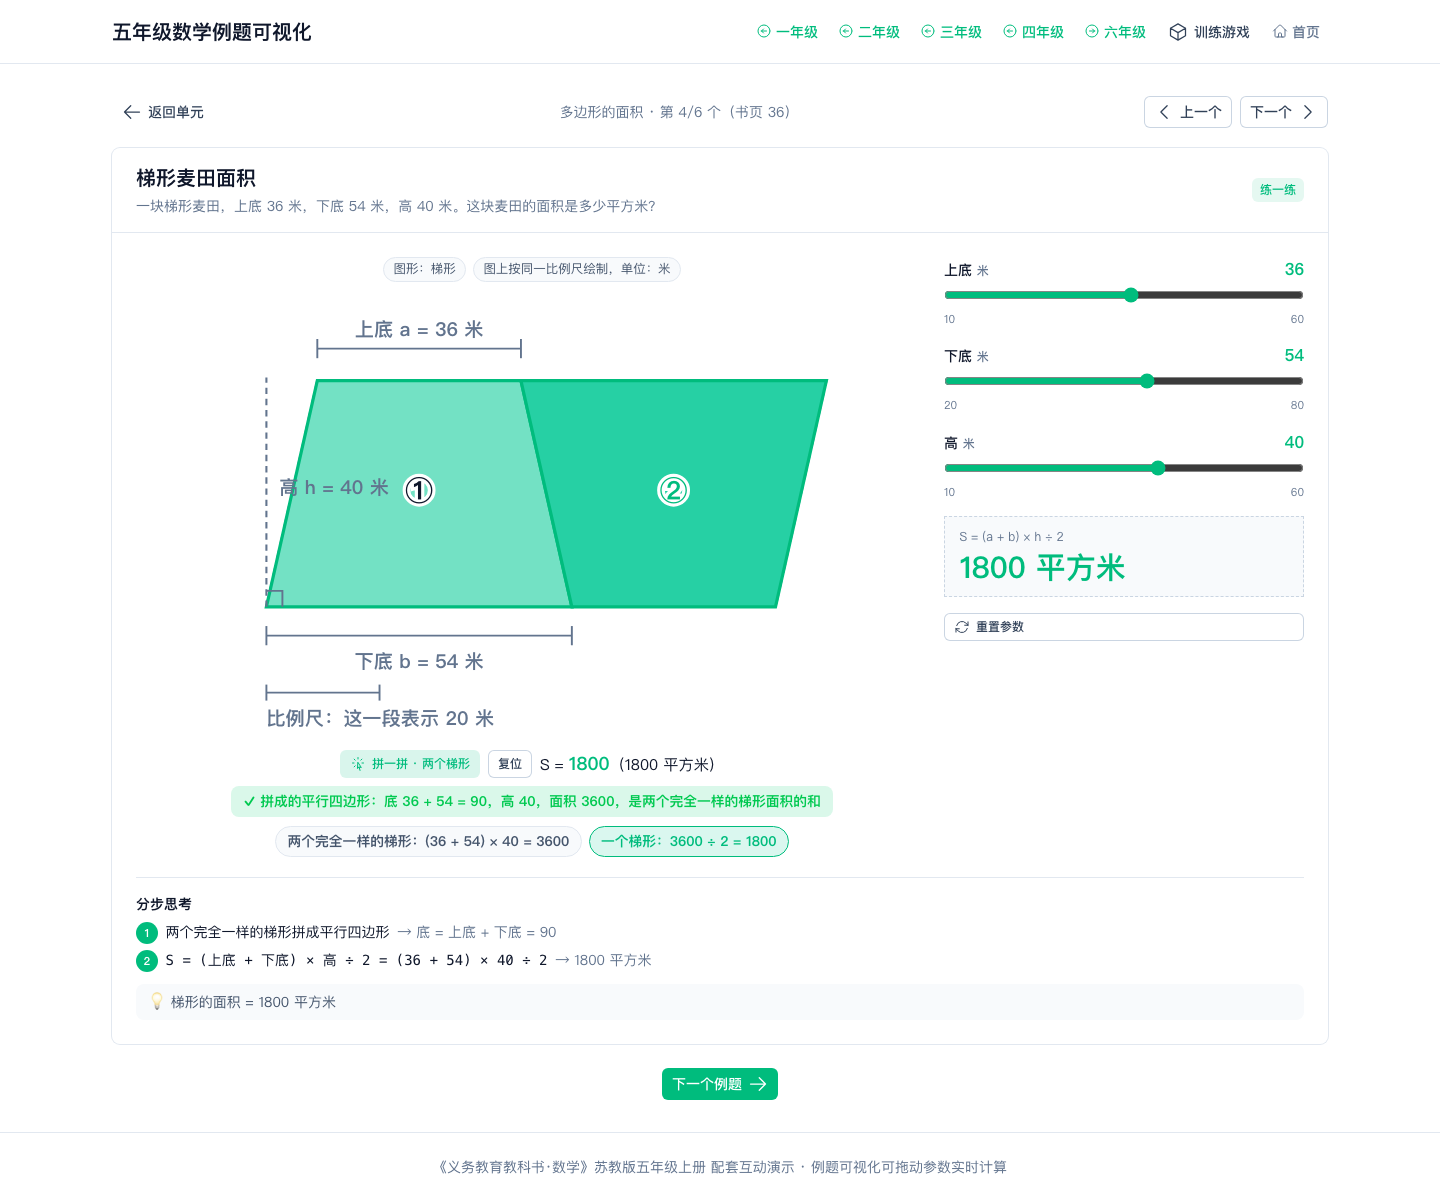 五年级数学例题可视化
一年级 二年级 三年级 四年级 六年级 训练游戏 首页
返回单元
多边形的面积 · 第 4/6 个（书页 36）
上一个 下一个
梯形麦田面积
一块梯形麦田，上底 36 米，下底 54 米，高 40 米。这块麦田的面积是多少平方米？
练一练
图形：梯形 图上按同一比例尺绘制，单位：米
上底 a = 36 米
高 h = 40 米
① ②
下底 b = 54 米
比例尺：这一段表示 20 米
拼一拼 · 两个梯形 复位 S = 1800（1800 平方米）
拼成的平行四边形：底 36 + 54 = 90，高 40，面积 3600，是两个完全一样的梯形面积的和
两个完全一样的梯形：(36 + 54) × 40 = 3600 一个梯形：3600 ÷ 2 = 1800
上底 米 36
10 60
下底 米 54
20 80
高 米 40
10 60
S = (a + b) × h ÷ 2
1800 平方米
重置参数
分步思考
1 两个完全一样的梯形拼成平行四边形 → 底 = 上底 + 下底 = 90
2 S = (上底 + 下底) × 高 ÷ 2 = (36 + 54) × 40 ÷ 2 → 1800 平方米
梯形的面积 = 1800 平方米
下一个例题
《义务教育教科书·数学》苏教版五年级上册 配套互动演示 · 例题可视化可拖动参数实时计算